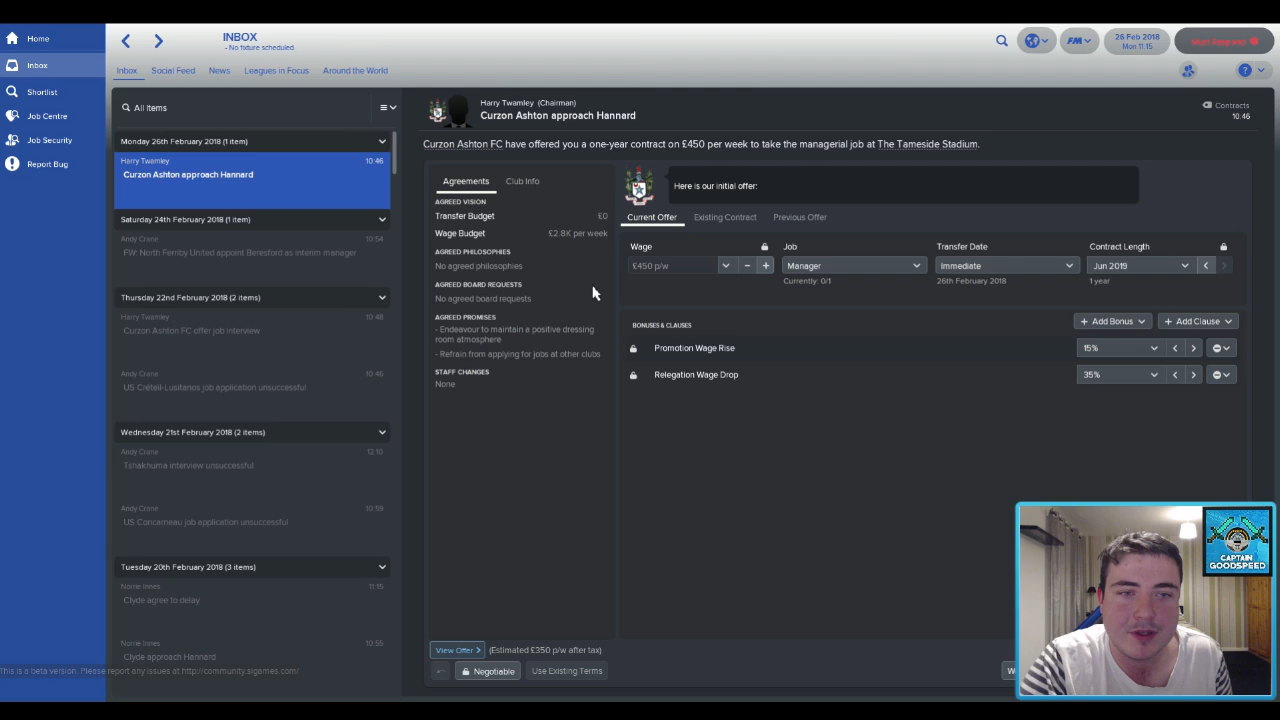 Home
Inbox
Shortlist
Job Centre
Job Security
Report Bug
INBOX
- No fixture scheduled.
FM
26 Feb 2018
Mon 11:15
Must Respond
Inbox Social Feed News Leagues in Focus Around the World
All Items
Monday 26th February 2018 (1 item)
Harry Twamley 10:46
Curzon Ashton approach Hannard
Saturday 24th February 2018 (1 item)
Andy Crane 10:54
FW: North Ferriby United appoint Beresford as interim manager
Thursday 22nd February 2018 (2 items)
Harry Twamley 10:48
Curzon Ashton FC offer job interview
Andy Crane 10:46
US Créteil-Lusitanos job application unsuccessful
Wednesday 21st February 2018 (2 items)
Andy Crane 12:10
Tshakhuma interview unsuccessful
Andy Crane 10:59
US Concarneau job application unsuccessful
Tuesday 20th February 2018 (3 items)
Norrie Innes 11:15
Clyde agree to delay
Norrie Innes 10:55
Clyde approach Hannard
This is a beta version. Please report any issues at http://community.sigames.com/
Harry Twamley (Chairman)
Curzon Ashton approach Hannard
Contracts
10:46
Curzon Ashton FC have offered you a one-year contract on £450 per week to take the managerial job at The Tameside Stadium.
Agreements Club Info
AGREED VISION
Transfer Budget £0
Wage Budget £2.8K per week
AGREED PHILOSOPHIES
No agreed philosophies
AGREED BOARD REQUESTS
No agreed board requests
AGREED PROMISES
- Endeavour to maintain a positive dressing
room atmosphere
- Refrain from applying for jobs at other clubs
STAFF CHANGES
None
Here is our initial offer:
Current Offer Existing Contract Previous Offer
Wage Job Transfer Date Contract Length
£450 p/w Manager Immediate Jun 2019
Currently: 0/1 26th February 2018 1 year
BONUSES & CLAUSES
Add Bonus Add Clause
Promotion Wage Rise 15%
Relegation Wage Drop 35%
View Offer (Estimated £350 p/w after tax)
Negotiable Use Existing Terms
CAPTAIN
GOODSPEED